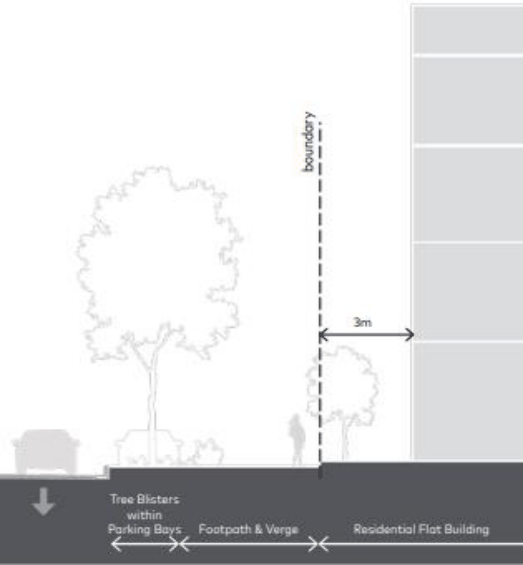 boundary
3m
Tree Blisters
within
Parking Bays
Footpath & Verge
Residential Flat Building